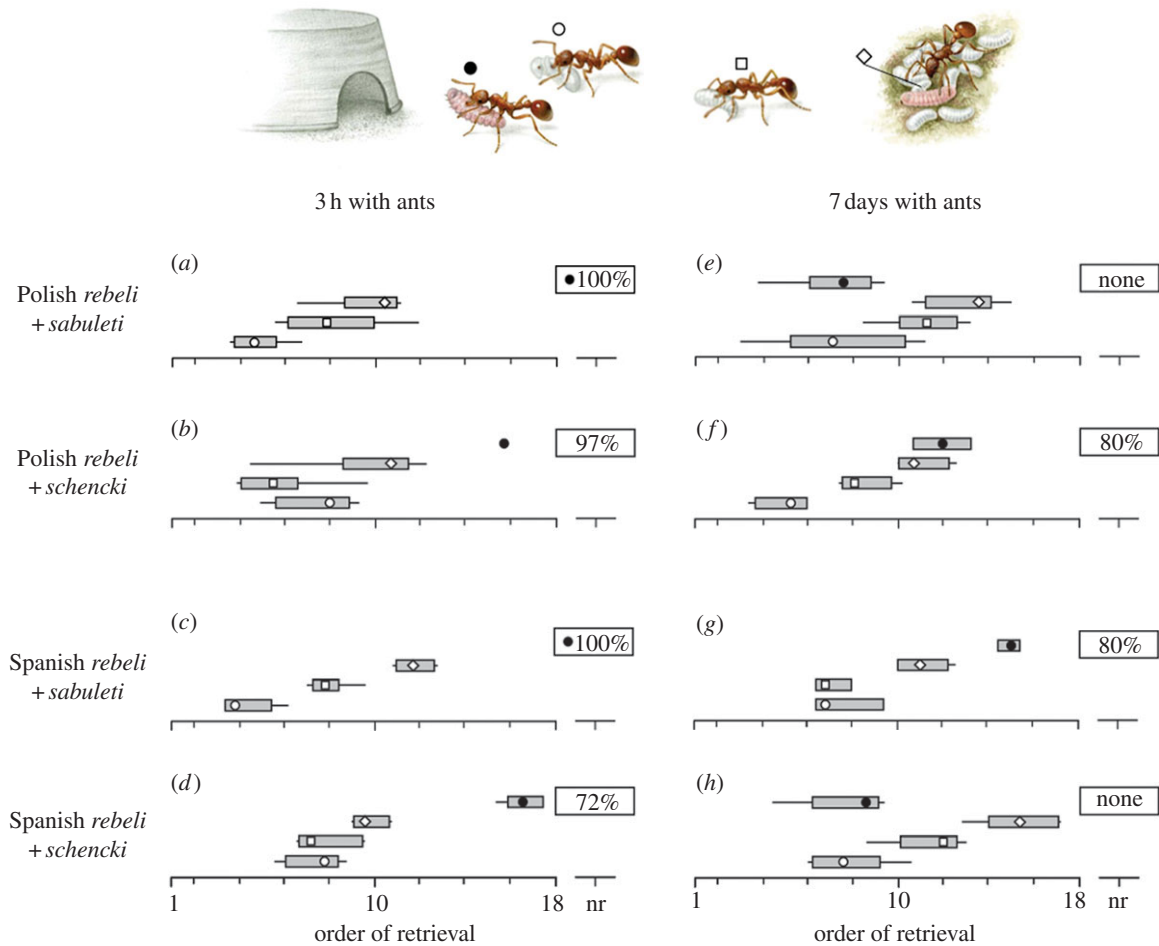 3 h with ants
7 days with ants
Polish rebeli
+ sabuleti
(a)
●100%
(e)
none
Polish rebeli
+ schencki
(b)
97%
(f)
80%
Spanish rebeli
+ sabuleti
(c)
●100%
(g)
80%
Spanish rebeli
+ schencki
(d)
72%
(h)
none
1 10 18 nr
1 10 18 nr
order of retrieval
order of retrieval